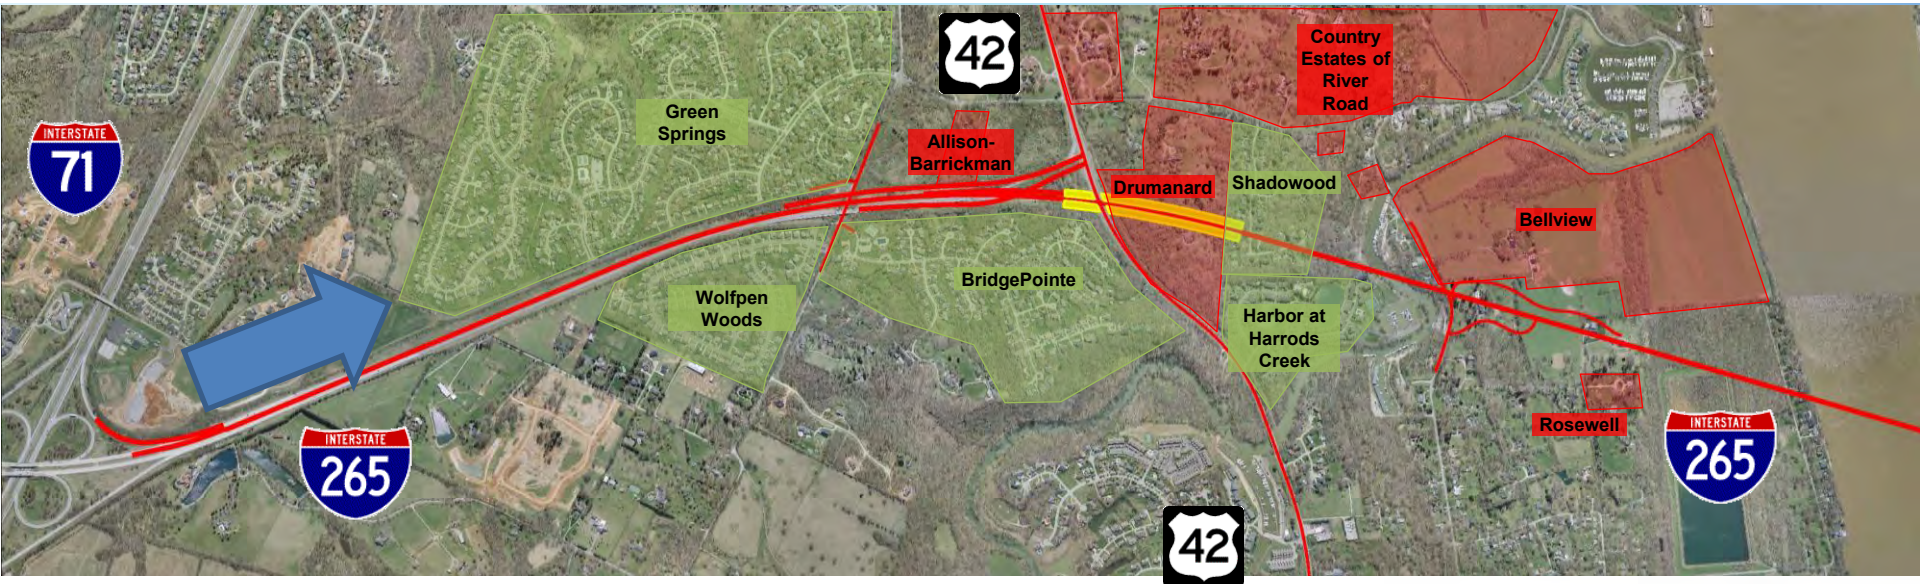 42
Country
Estates of
River
Road
Green
Springs
INTERSTATE
71
Allison-
Barrickman
Drumanard
Shadowood
Bellview
BridgePointe
Wolfpen
Woods
Harbor at
Harrods
Creek
Rosewell
INTERSTATE
265
INTERSTATE
265
42